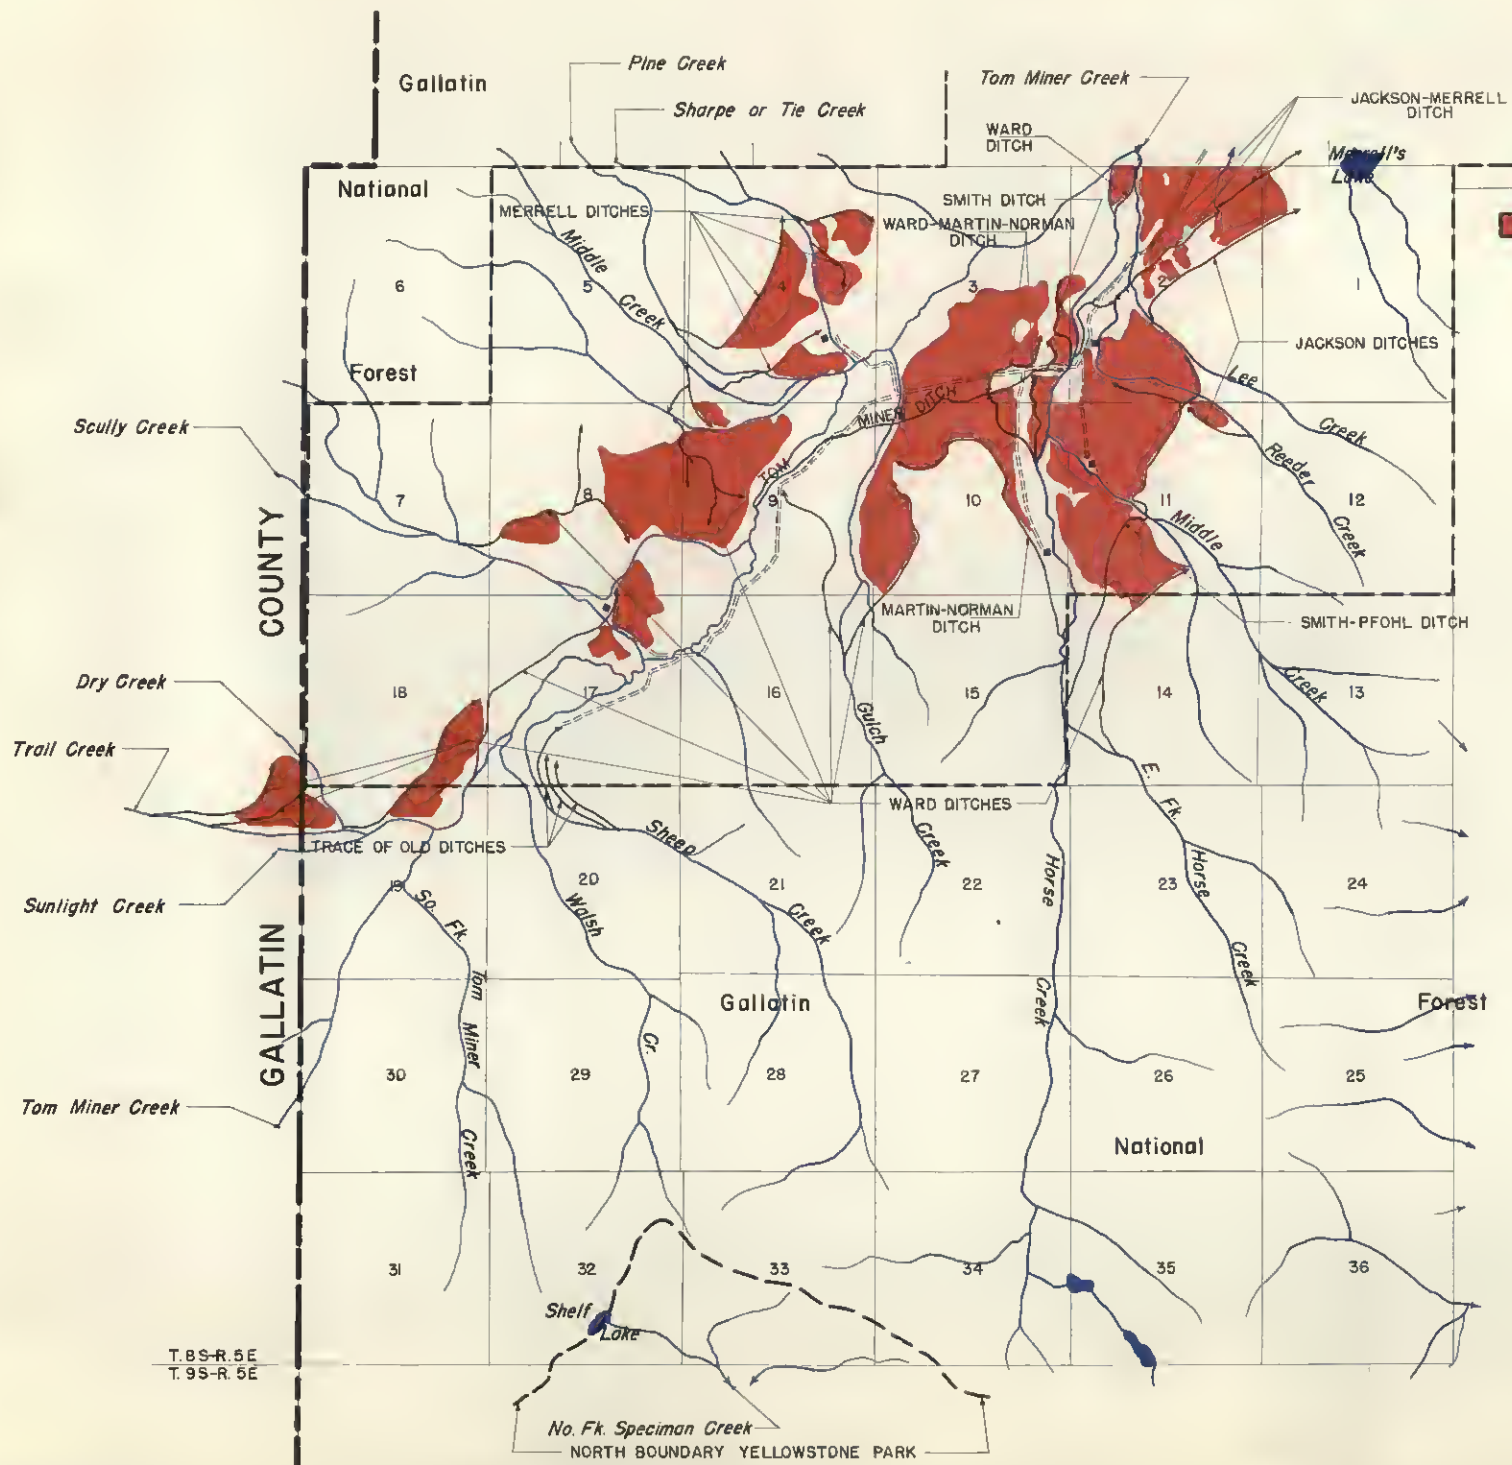 Gallatin
Pine Creek
Sharpe or Tie Creek
Tom Miner Creek
JACKSON-MERRELL
DITCH
WARD
DITCH
Merrell's
Lake
National
MERRELL DITCHES
SMITH DITCH
WARD-MARTIN-NORMAN
DITCH
Middle
Creek
6
5
4
3
2
1
JACKSON DITCHES
Forest
Lee
Creek
Scully Creek
MINER DITCH
TOM
Reeder
Creek
7
8
9
10
11
12
Middle
Creek
COUNTY
MARTIN-NORMAN
DITCH
SMITH-PFOHL DITCH
Dry Creek
18
17
16
15
14
13
Gulch
Creek
Trail Creek
E.
Fk.
Horse
Creek
WARD DITCHES
TRACE OF OLD DITCHES
Sheep
Creek
Sunlight Creek
19
20
21
22
23
24
So. Fk.
Tom
Miner
Creek
Walsh
Cr.
Horse
Creek
GALLATIN
Gallatin
Forest
30
29
28
27
26
25
Tom Miner Creek
National
31
32
33
34
35
36
Shelf
Lake
T. 8S-R. 5E
T. 9S-R. 5E
No. Fk. Speciman Creek
NORTH BOUNDARY YELLOWSTONE PARK